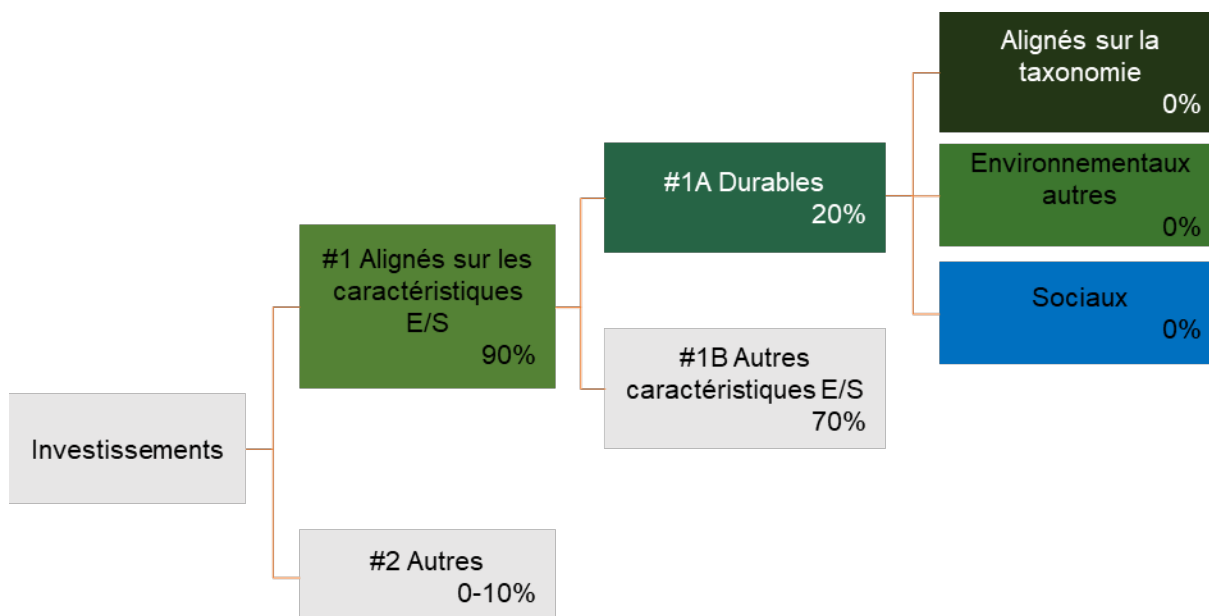 Investissements
#1 Alignés sur les
caractéristiques
E/S
90%
#2 Autres
0-10%
#1A Durables
20%
#1B Autres
caractéristiques E/S
70%
Alignés sur la
taxonomie
0%
Environnementaux
autres
0%
Sociaux
0%